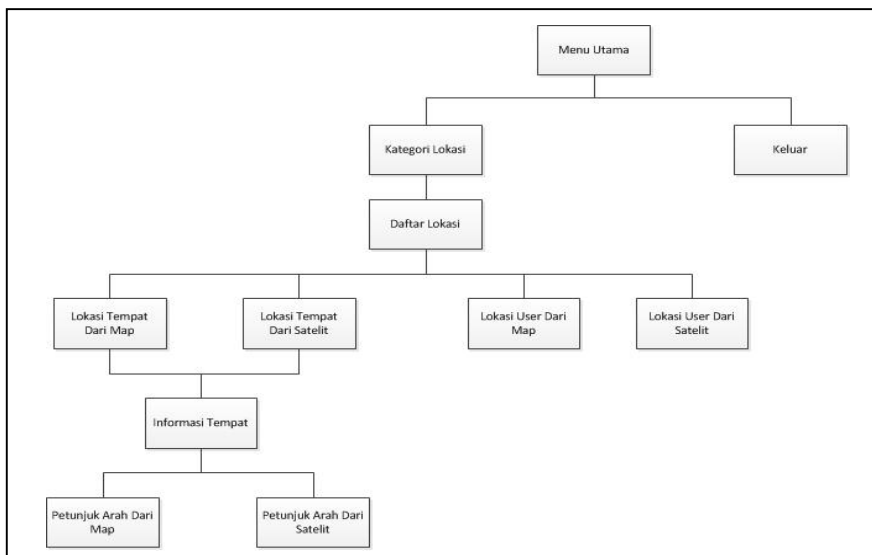 Menu Utama
Kategori Lokasi
Keluar
Daftar Lokasi
Lokasi Tempat
Dari Map
Lokasi Tempat
Dari Satelit
Lokasi User Dari
Map
Lokasi User Dari
Satelit
Informasi Tempat
Petunjuk Arah Dari
Map
Petunjuk Arah Dari
Satelit